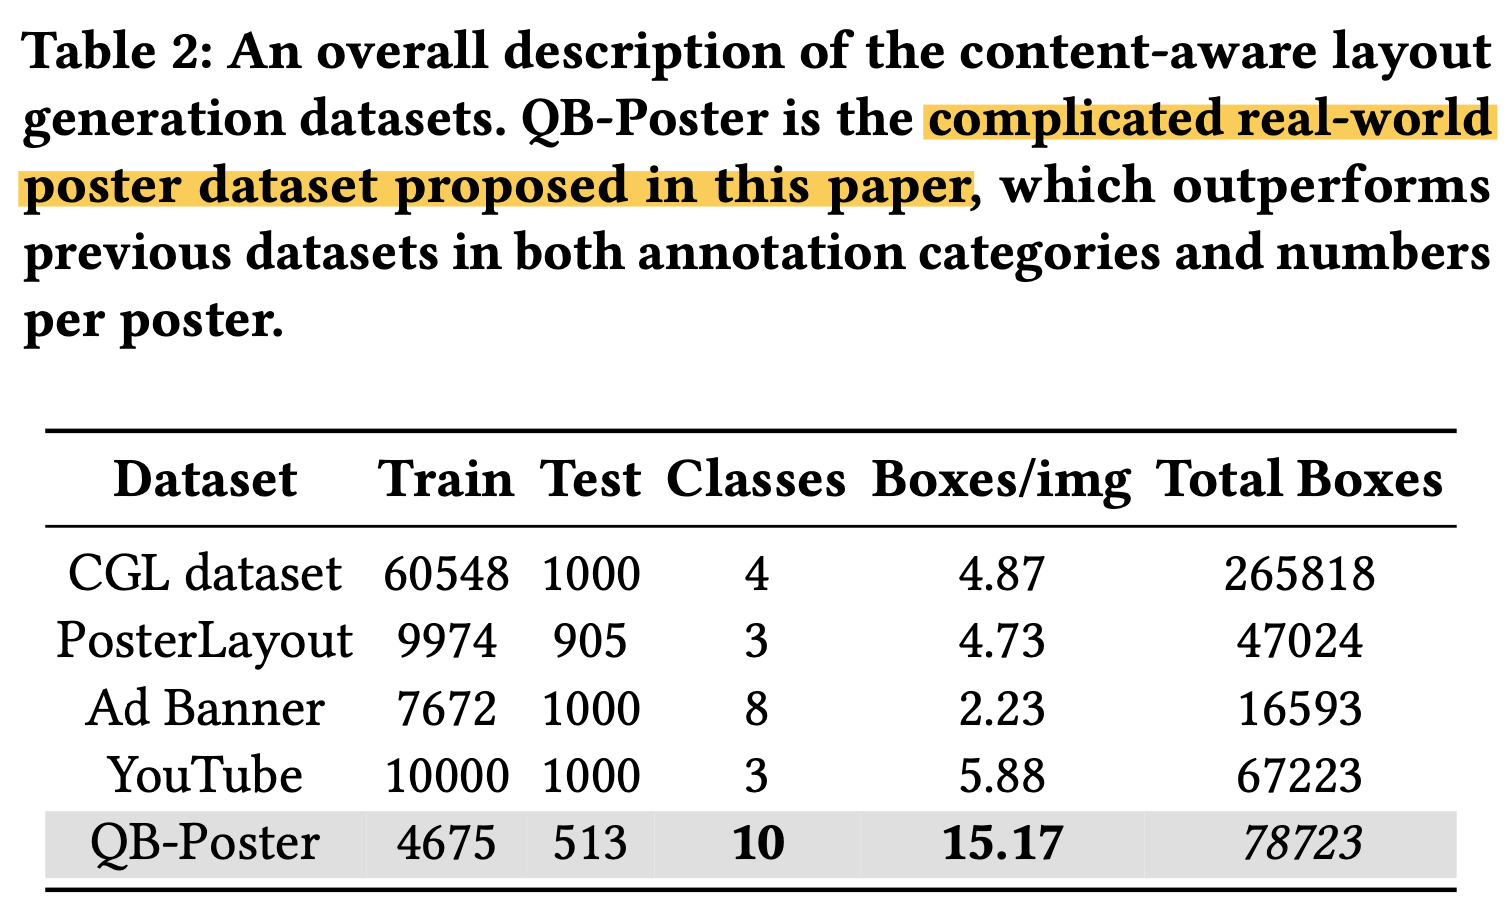 Table 2: An overall description of the content-aware layout
generation datasets. QB-Poster is the complicated real-world
poster dataset proposed in this paper, which outperforms
previous datasets in both annotation categories and numbers
per poster.
Dataset Train Test Classes Boxes/img Total Boxes
CGL dataset 60548 1000 4 4.87 265818
PosterLayout 9974 905 3 4.73 47024
Ad Banner 7672 1000 8 2.23 16593
YouTube 10000 1000 3 5.88 67223
QB-Poster 4675 513 10 15.17 78723